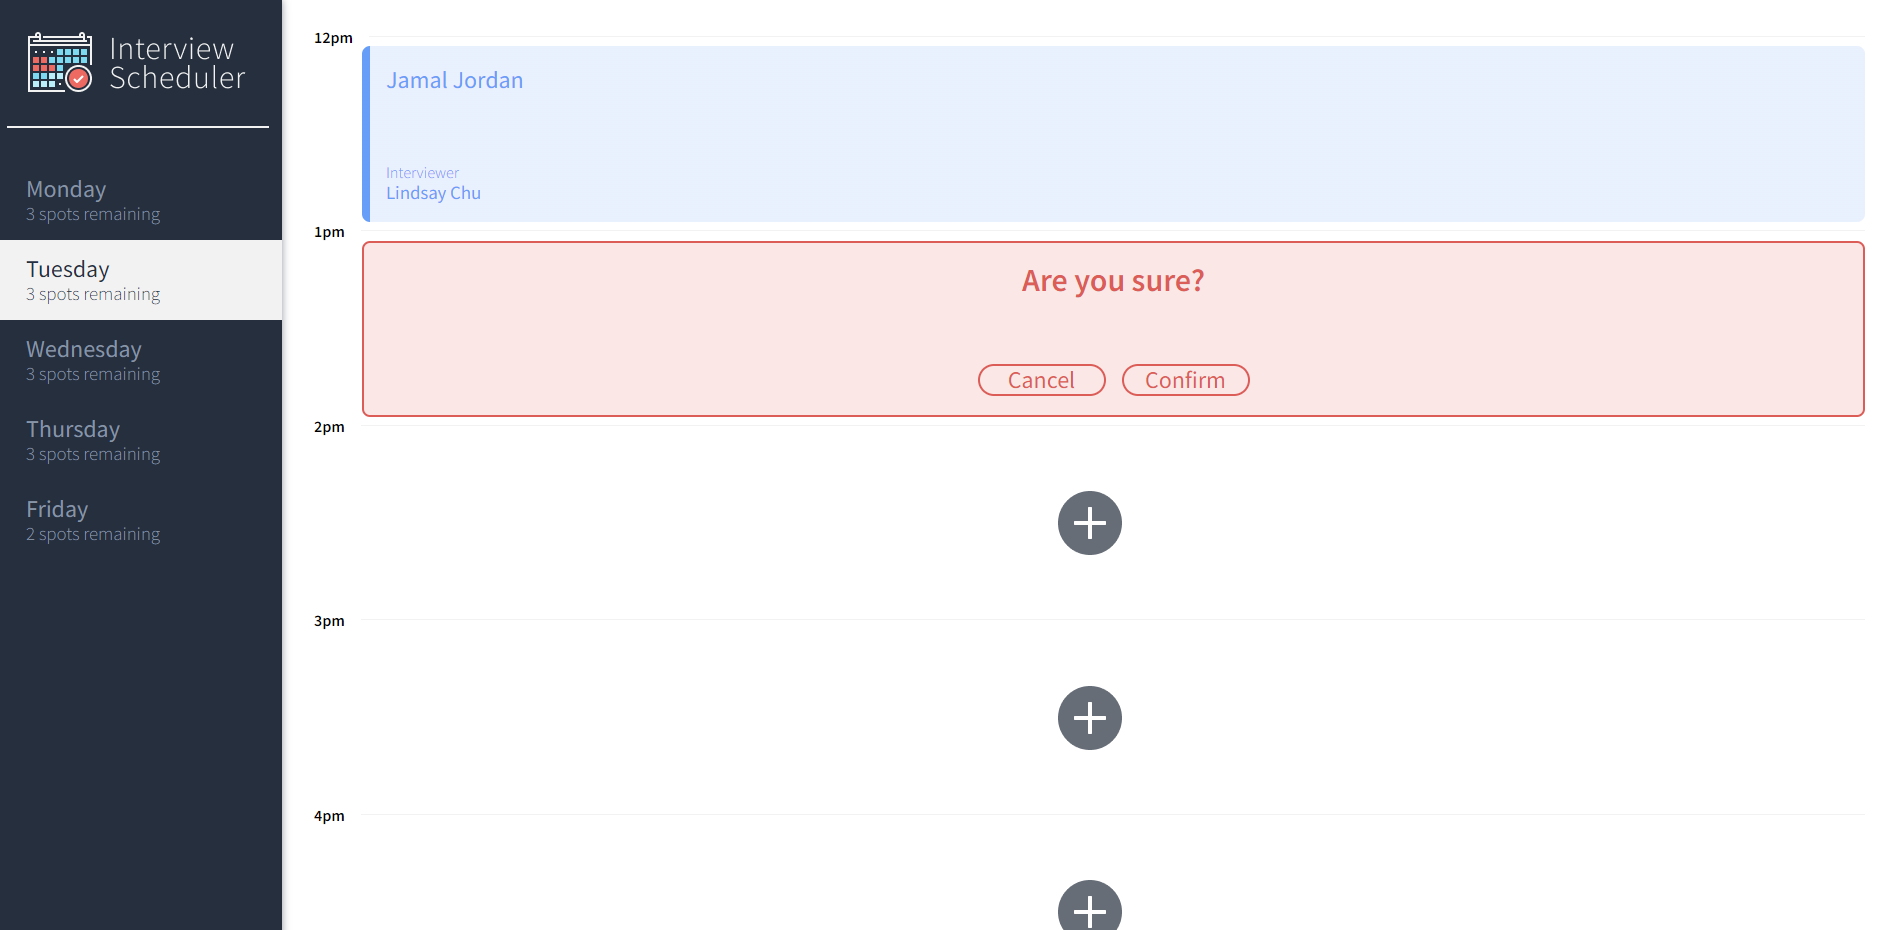 Interview
Scheduler
Monday
3 spots remaining
Tuesday
3 spots remaining
Wednesday
3 spots remaining
Thursday
3 spots remaining
Friday
2 spots remaining
12pm
Jamal Jordan
Interviewer
Lindsay Chu
1pm
Are you sure?
Cancel Confirm
2pm
3pm
4pm